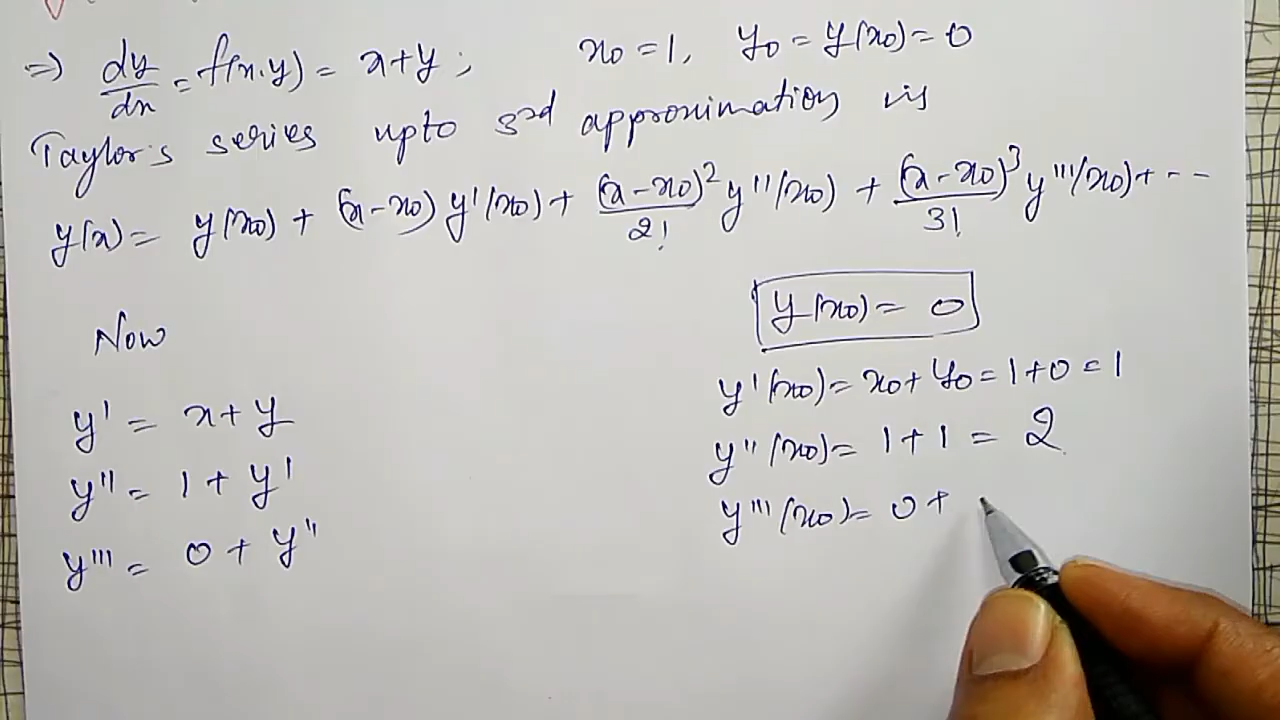 ⇒ dy/dx = f(x,y) = x+y ; x0 = 1, y0 = y(x0) = 0
Taylor's series upto 3rd approximation is
y(x) = y(x0) + (x-x0) y'(x0) + (x-x0)²/2! y''(x0) + (x-x0)³/3! y'''(x0) + --
Now
y' = x+y
y'' = 1 + y'
y''' = 0 + y''
y(x0) = 0
y'(x0) = x0 + y0 = 1+0 = 1
y''(x0) = 1+1 = 2
y'''(x0) = 0+